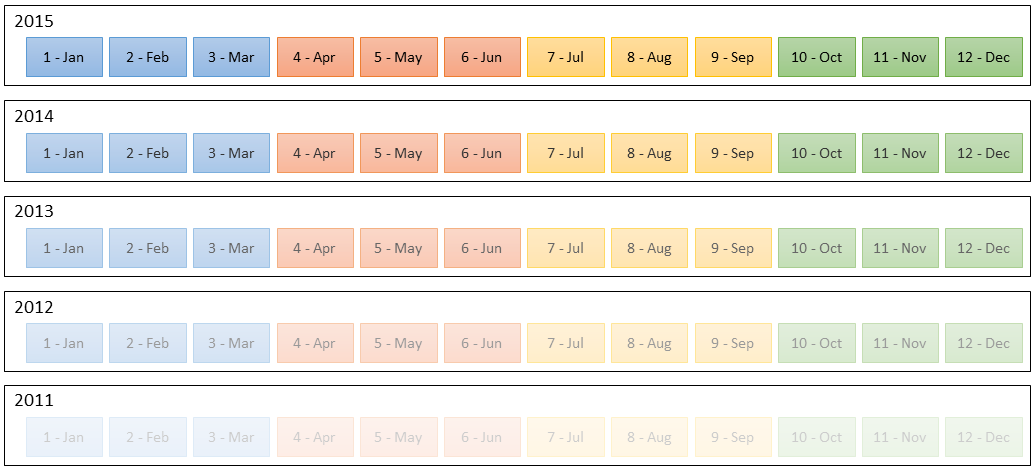 2015
1 - Jan 2 - Feb 3 - Mar 4 - Apr 5 - May 6 - Jun 7 - Jul 8 - Aug 9 - Sep 10 - Oct 11 - Nov 12 - Dec
2014
1 - Jan 2 - Feb 3 - Mar 4 - Apr 5 - May 6 - Jun 7 - Jul 8 - Aug 9 - Sep 10 - Oct 11 - Nov 12 - Dec
2013
1 - Jan 2 - Feb 3 - Mar 4 - Apr 5 - May 6 - Jun 7 - Jul 8 - Aug 9 - Sep 10 - Oct 11 - Nov 12 - Dec
2012
1 - Jan 2 - Feb 3 - Mar 4 - Apr 5 - May 6 - Jun 7 - Jul 8 - Aug 9 - Sep 10 - Oct 11 - Nov 12 - Dec
2011
1 - Jan 2 - Feb 3 - Mar 4 - Apr 5 - May 6 - Jun 7 - Jul 8 - Aug 9 - Sep 10 - Oct 11 - Nov 12 - Dec